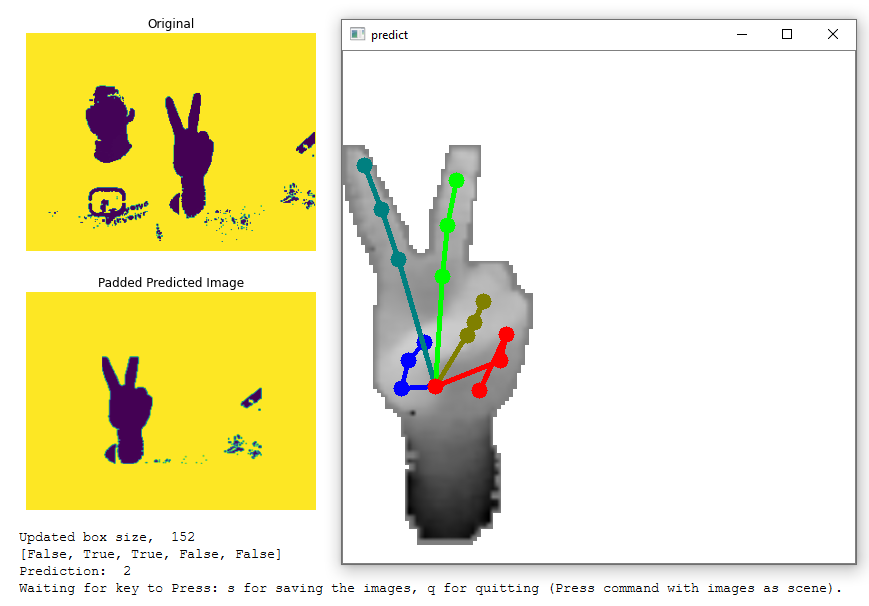 Original
predict
Padded Predicted Image
Updated box size,  152
[False, True, True, False, False]
Prediction:  2
Waiting for key to Press: s for saving the images, q for quitting (Press command with images as scene).